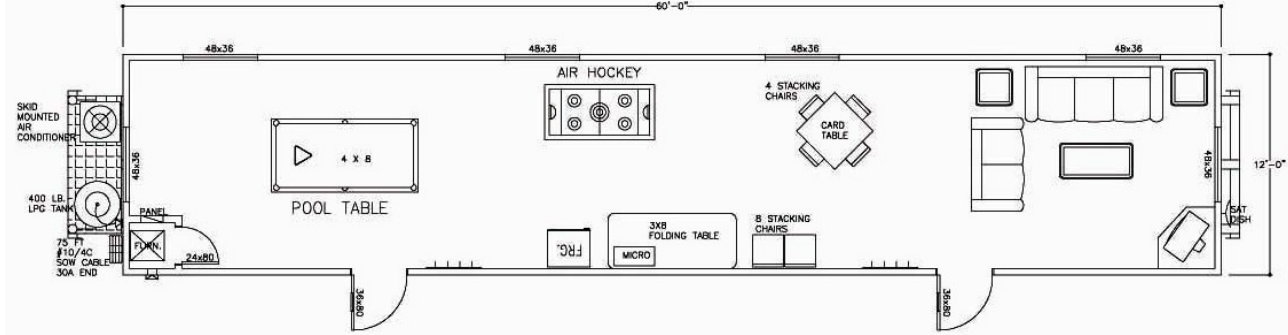 60'-0"
48x36
48x36
48x36
48x36
AIR HOCKEY
4 STACKING
CHAIRS
SKID
MOUNTED
AIR
CONDITIONER
CARD
TABLE
4 X 8
48x36
48x36
12'-0"
400 LB.
LPG TANK
PANEL
POOL TABLE
SAT
DISH
3X8
FOLDING TABLE
8 STACKING
CHAIRS
FURN.
FRG.
MICRO
75 FT
#10/4C
SOW CABLE
30A END
24x80
36x80
36x80